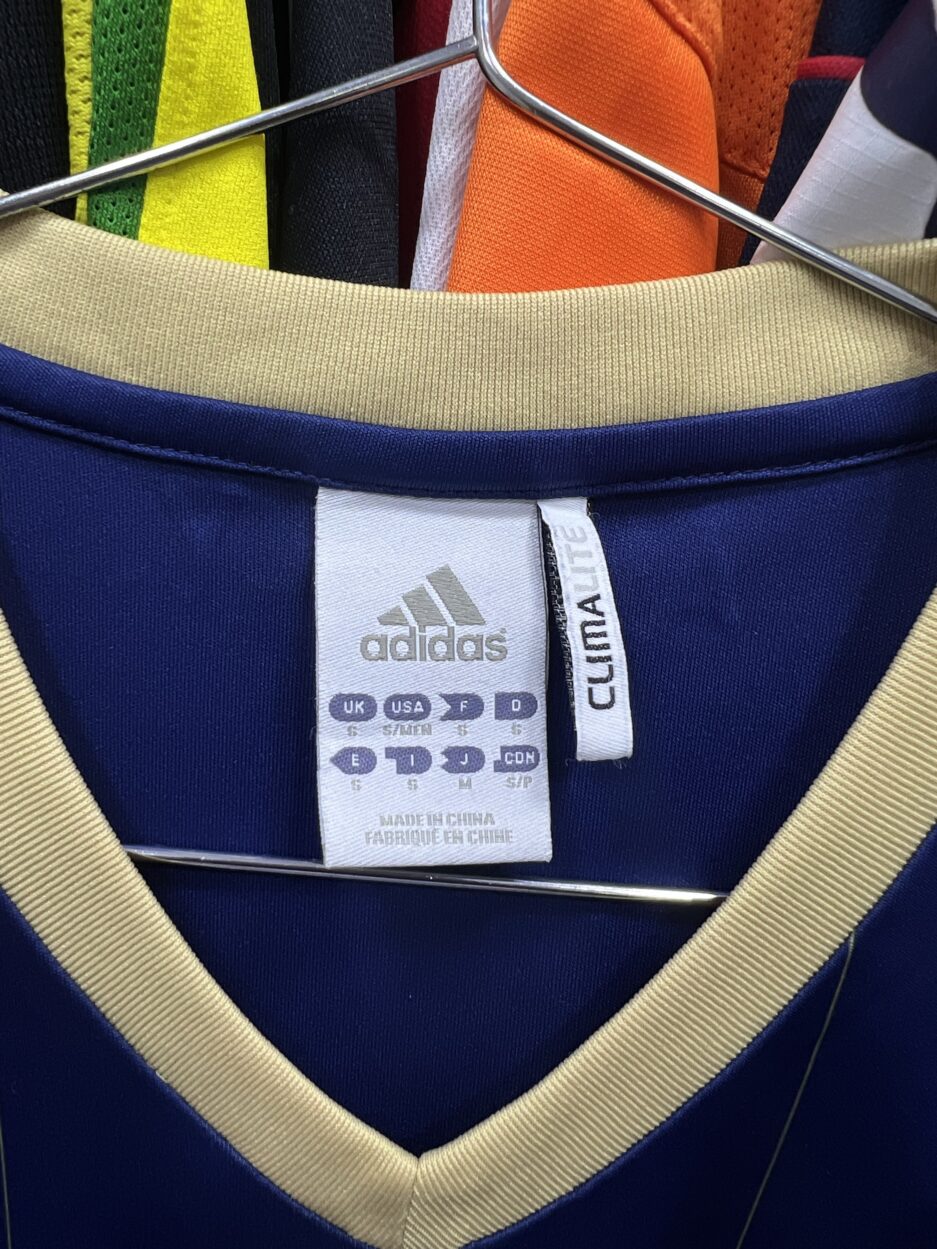 adidas
UK USA F D
S S/MEN S S
E I J CDN
S S M S/P
MADE IN CHINA
FABRIQUÉ EN CHINE
CLIMALITE